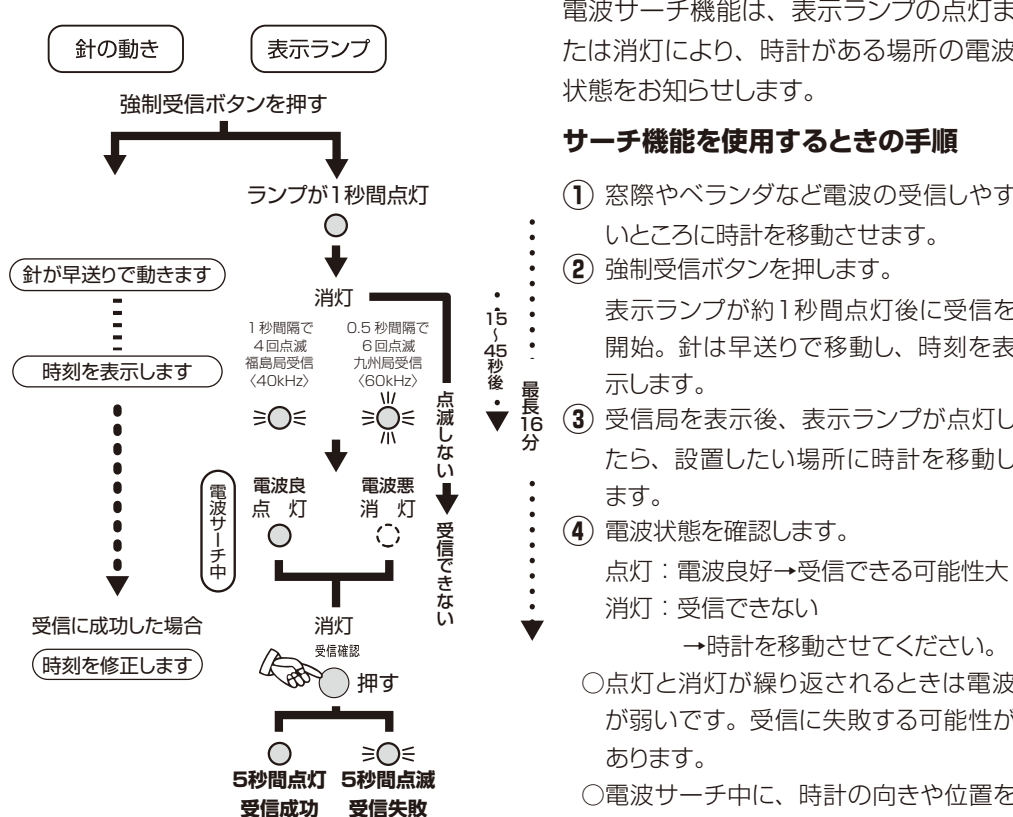 針の動き
表示ランプ
強制受信ボタンを押す
ランプが1秒間点灯
針が早送りで動きます
消灯
1秒間隔で
4回点滅
福島局受信
〈40kHz〉
0.5秒間隔で
6回点滅
九州局受信
〈60kHz〉
時刻を表示します
点滅しない
受信できない
15〜45秒後
最長16分
電波サーチ中
電波良
点 灯
電波悪
消 灯
受信に成功した場合
時刻を修正します
消灯
受信確認
押す
5秒間点灯
受信成功
5秒間点滅
受信失敗
電波サーチ機能は、表示ランプの点灯ま
たは消灯により、時計がある場所の電波
状態をお知らせします。
サーチ機能を使用するときの手順
① 窓際やベランダなど電波の受信しやす
いところに時計を移動させます。
② 強制受信ボタンを押します。
表示ランプが約1秒間点灯後に受信を
開始。針は早送りで移動し、時刻を表
示します。
③ 受信局を表示後、表示ランプが点灯し
たら、設置したい場所に時計を移動し
ます。
④ 電波状態を確認します。
点灯：電波良好→受信できる可能性大
消灯：受信できない
→時計を移動させてください。
○点灯と消灯が繰り返されるときは電波
が弱いです。受信に失敗する可能性が
あります。
○電波サーチ中に、時計の向きや位置を